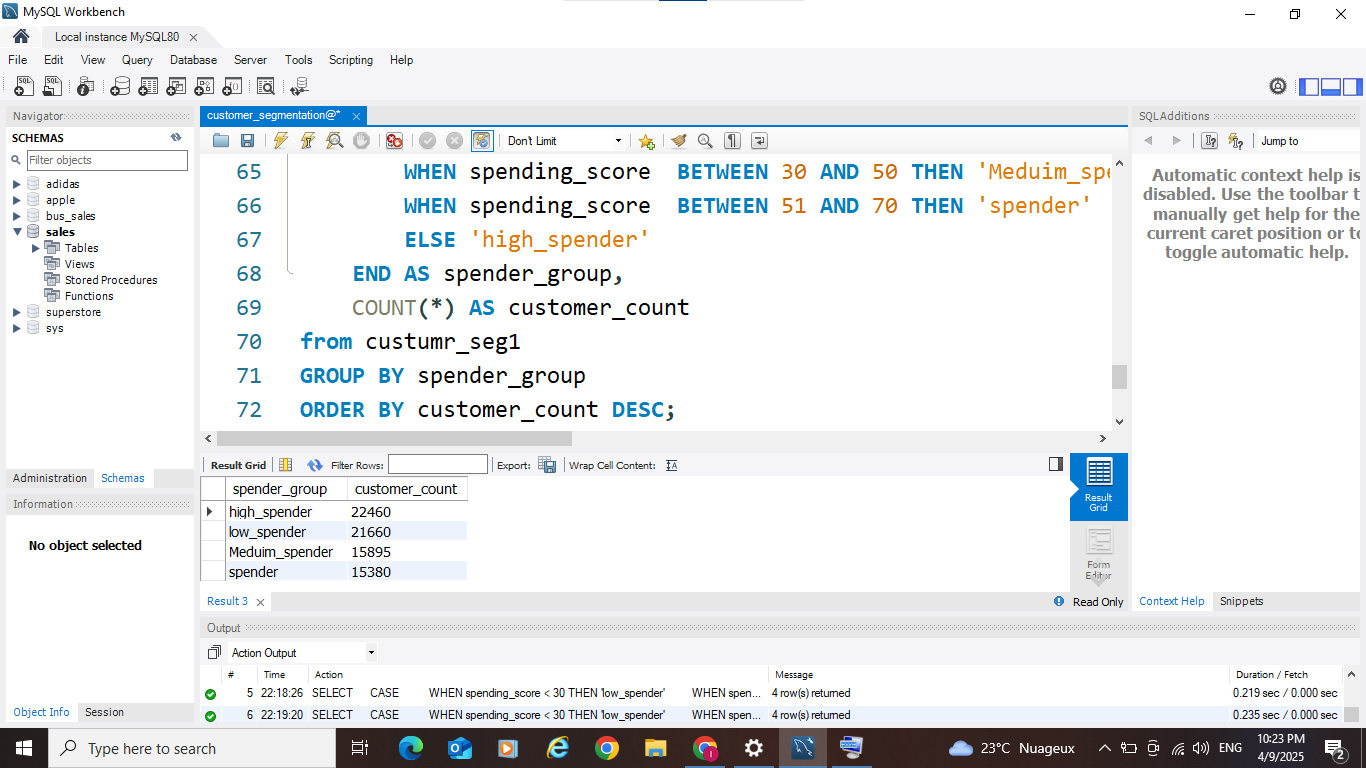 MySQL Workbench
Local instance MySQL80
File Edit View Query Database Server Tools Scripting Help
Navigator
SCHEMAS
Filter objects
adidas
apple
bus_sales
sales
Tables
Views
Stored Procedures
Functions
superstore
sys
Administration Schemas
Information
No object selected
Object Info Session
customer_segmentation@*
Don't Limit
65 WHEN spending_score BETWEEN 30 AND 50 THEN 'Meduim_spe
66 WHEN spending_score BETWEEN 51 AND 70 THEN 'spender'
67 ELSE 'high_spender'
68 END AS spender_group,
69 COUNT(*) AS customer_count
70 from custumr_seg1
71 GROUP BY spender_group
72 ORDER BY customer_count DESC;
Result Grid Filter Rows: Export: Wrap Cell Content:
spender_group customer_count
high_spender 22460
low_spender 21660
Meduim_spender 15895
spender 15380
Result Grid
Form Editor
Result 3
Read Only
SQLAdditions
Jump to
Automatic context help is
disabled. Use the toolbar t
manually get help for the
current caret position or to
toggle automatic help.
Context Help Snippets
Output
Action Output
# Time Action Message Duration / Fetch
5 22:18:26 SELECT CASE WHEN spending_score < 30 THEN 'low_spender' WHEN spen... 4 row(s) returned 0.219 sec / 0.000 sec
6 22:19:20 SELECT CASE WHEN spending_score < 30 THEN 'low_spender' WHEN spen... 4 row(s) returned 0.235 sec / 0.000 sec
Type here to search
23°C Nuageux
ENG
10:23 PM
4/9/2025
2